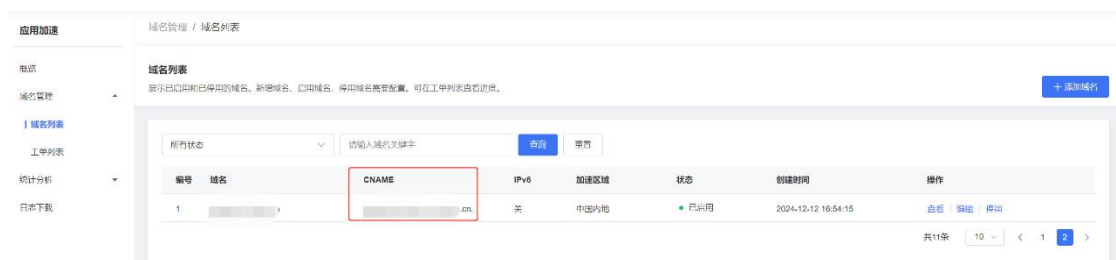 应用加速
域名管理 / 域名列表
概览
域名列表
展示已启用和已停用的域名。新增域名、启用域名、停用域名需要配置，可在工单列表查看进度。
域名管理
+ 添加域名
域名列表
所有状态 请输入域名关键字 查询 重置
工单列表
统计分析
编号 域名 CNAME IPv6 加速区域 状态 创建时间 操作
日志下载
1 .cn. 关 中国内地 已启用 2024-12-12 16:54:15 查看 编辑 停用
共11条 10 < 1 2 >